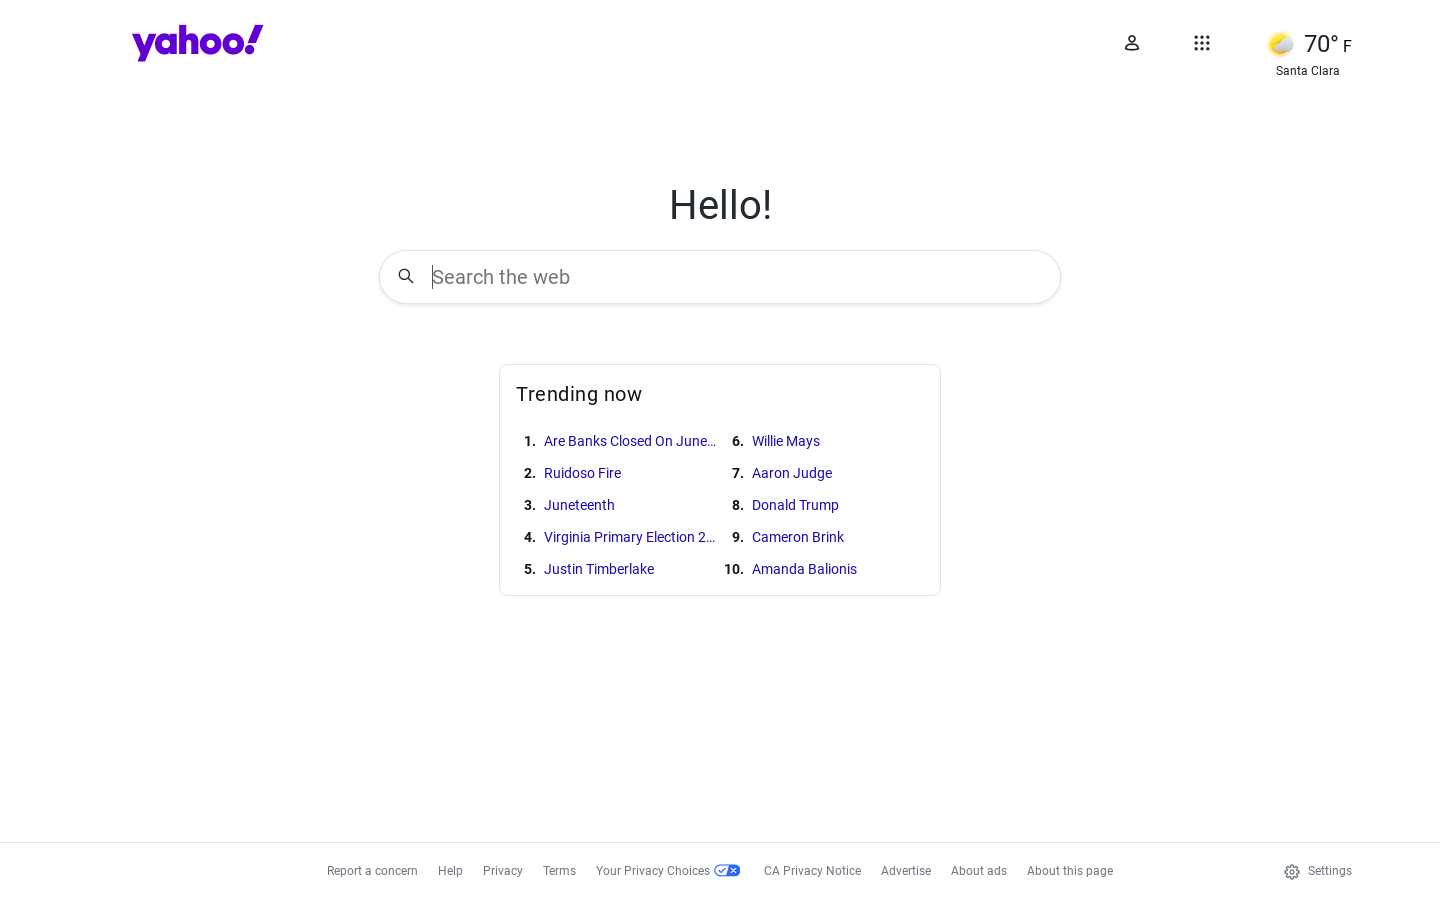 yahoo!
70° F
Santa Clara
Hello!
Search the web
Trending now
1. Are Banks Closed On June…
2. Ruidoso Fire
3. Juneteenth
4. Virginia Primary Election 2…
5. Justin Timberlake
6. Willie Mays
7. Aaron Judge
8. Donald Trump
9. Cameron Brink
10. Amanda Balionis
Report a concern Help Privacy Terms Your Privacy Choices CA Privacy Notice Advertise About ads About this page Settings